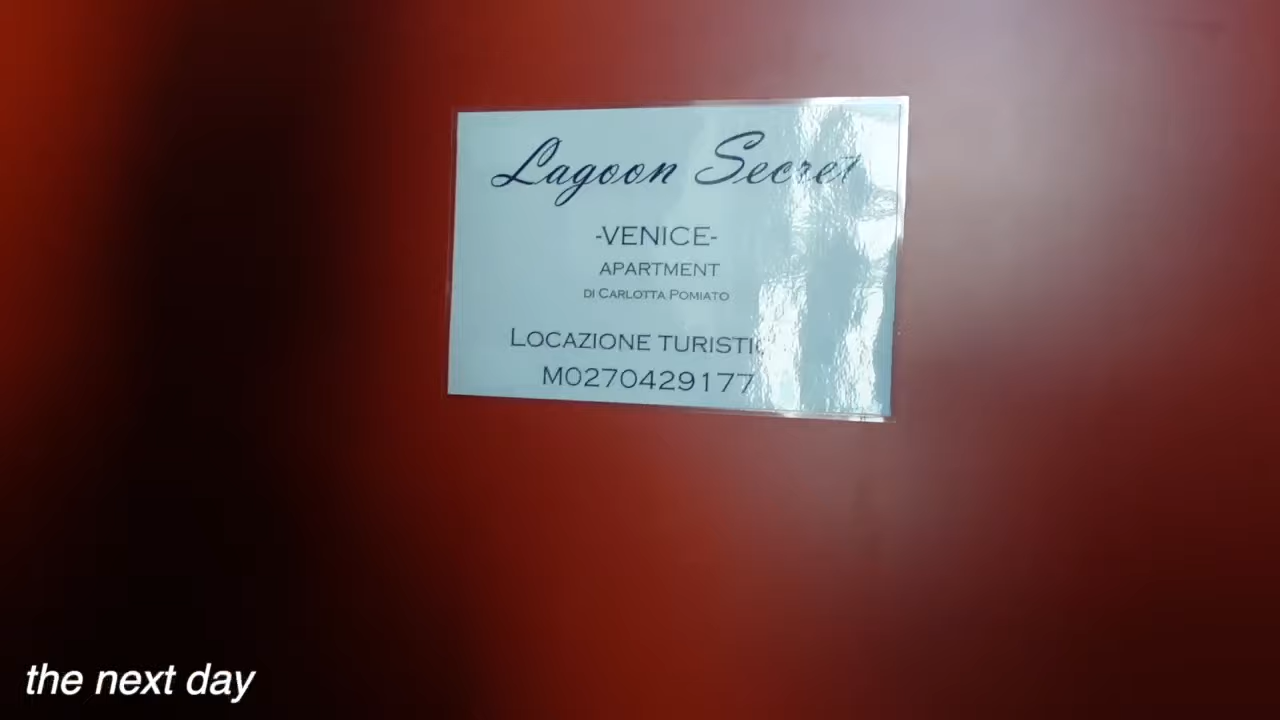 Lagoon Secret
-VENICE-
APARTMENT
DI CARLOTTA POMIATO
LOCAZIONE
M0270429177
the next day